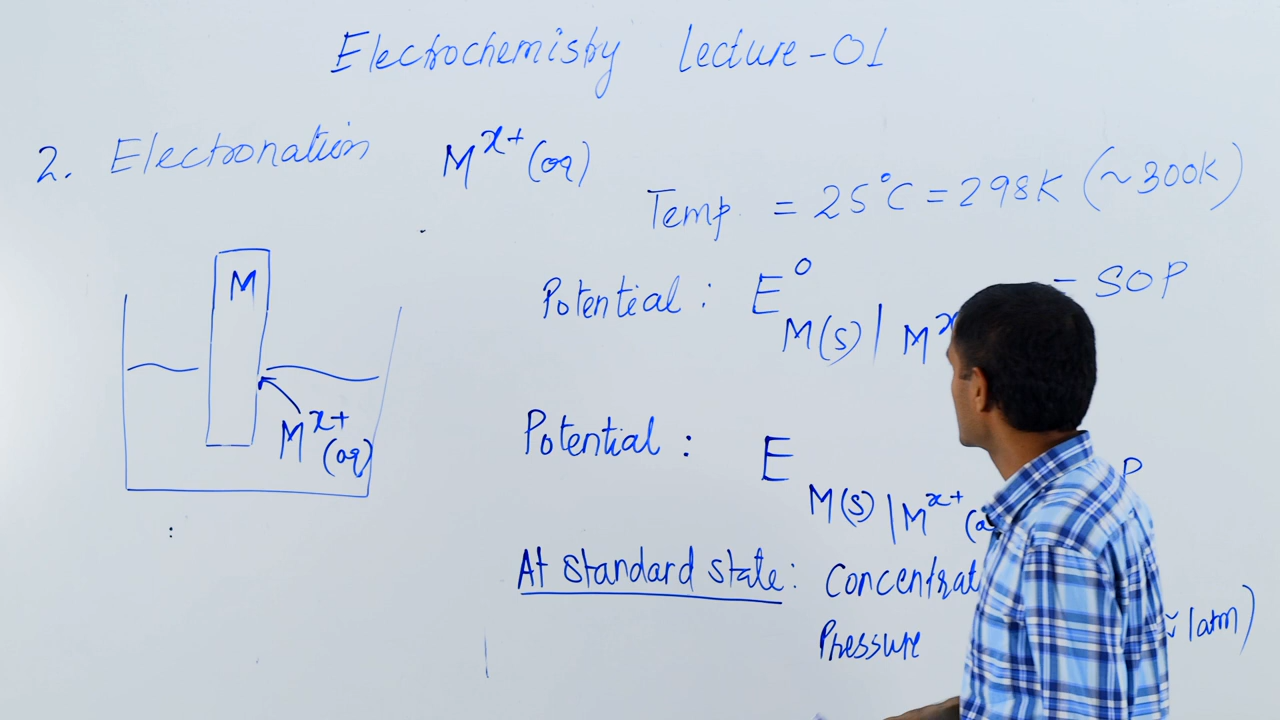 Electrochemistry Lecture-01
2. Electronation M^x+ (aq)
Temp = 25°C = 298K (~300K)
M
Potential : E° M(s) | M^x = SOP
M^x+ (aq)
Potential : E M(s) | M^x+ (a P
At standard state : Concentrat
Pressure ≈ 1atm)